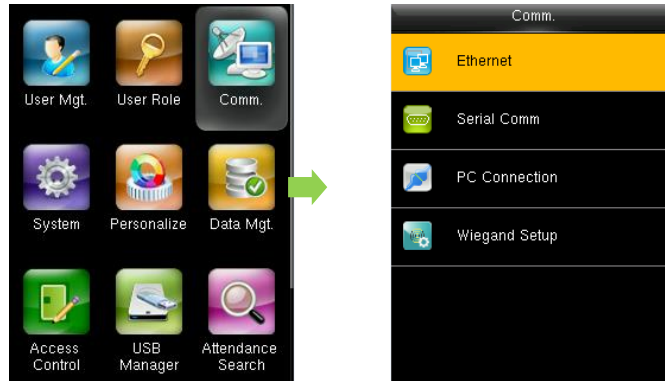 User Mgt.
User Role
Comm.
System
Personalize
Data Mgt.
Access
Control
USB
Manager
Attendance
Search
Comm.
Ethernet
Serial Comm
PC Connection
Wiegand Setup